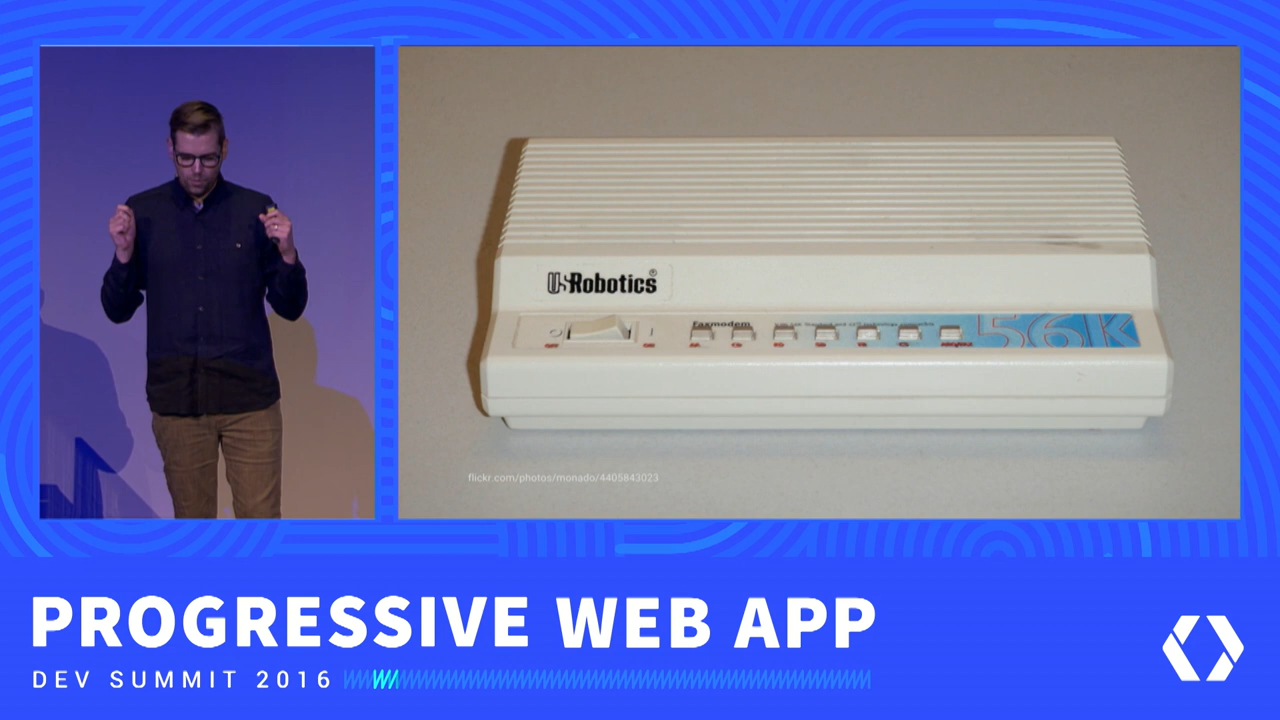 USRobotics®
faxmodem
56K
flickr.com/photos/monado/4405843023
PROGRESSIVE WEB APP
DEV SUMMIT 2016